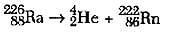 ²²⁶₈₈Ra → ⁴₂He + ²²²₈₆Rn